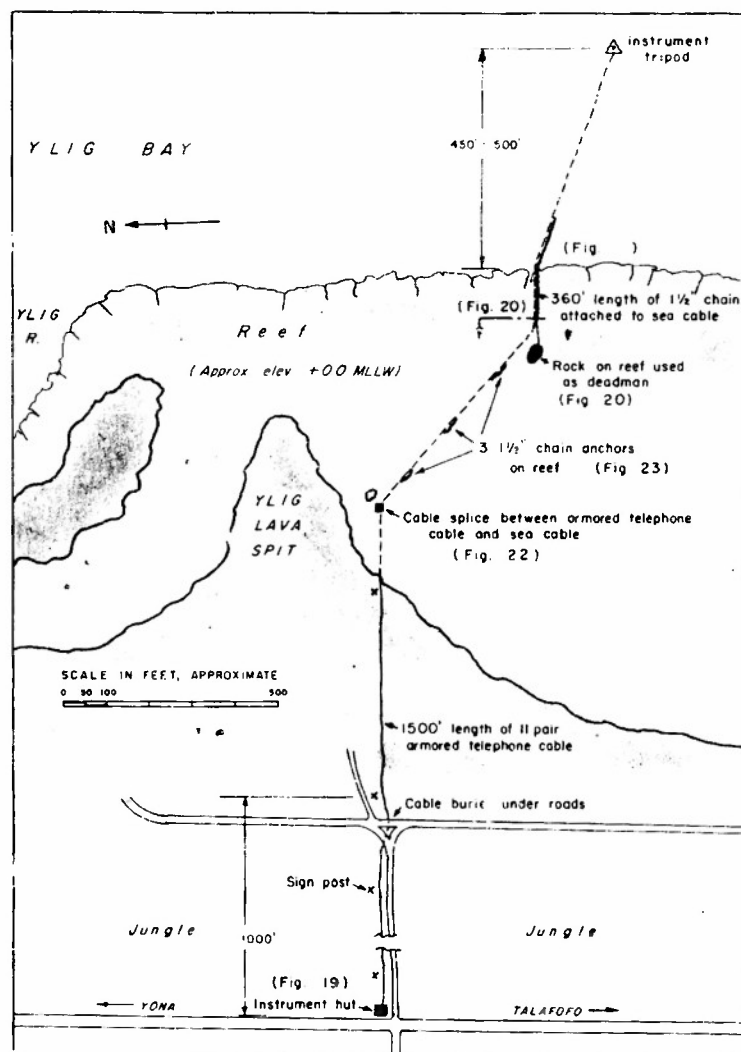 instrument
tripod
450' - 500'
YLIG BAY
N
(Fig )
360' length of 1½" chain
attached to sea cable
(Fig. 20)
YLIG
R.
Reef
(Approx elev +0.0 MLLW)
Rock on reef used
as deadman
(Fig 20)
3 1½" chain anchors
on reef (Fig 23)
YLIG
LAVA
SPIT
Cable splice between armored telephone
cable and sea cable
(Fig. 22)
SCALE IN FEET, APPROXIMATE
0 50 100 500
1500' length of 11 pair
armored telephone cable
Cable buric under roads
Sign post
Jungle
1000'
Jungle
(Fig. 19)
Instrument hut
YONA
TALAFOFO